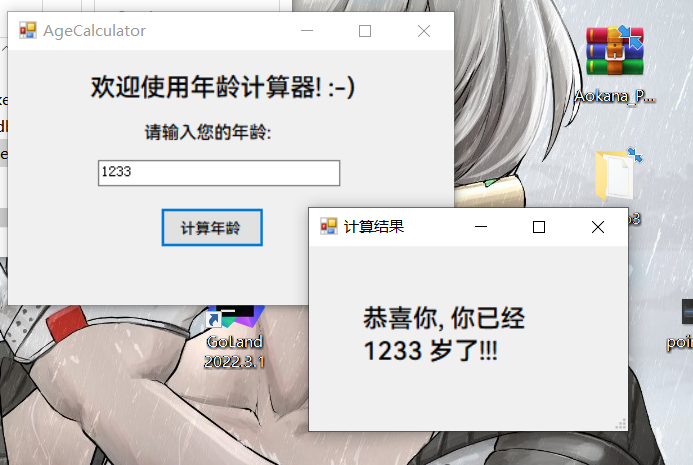 AgeCalculator
欢迎使用年龄计算器! :-)
请输入您的年龄:
1233
计算年龄
计算结果
恭喜你, 你已经
1233 岁了!!!
Aokana_P...
GoLand
2022.3.1